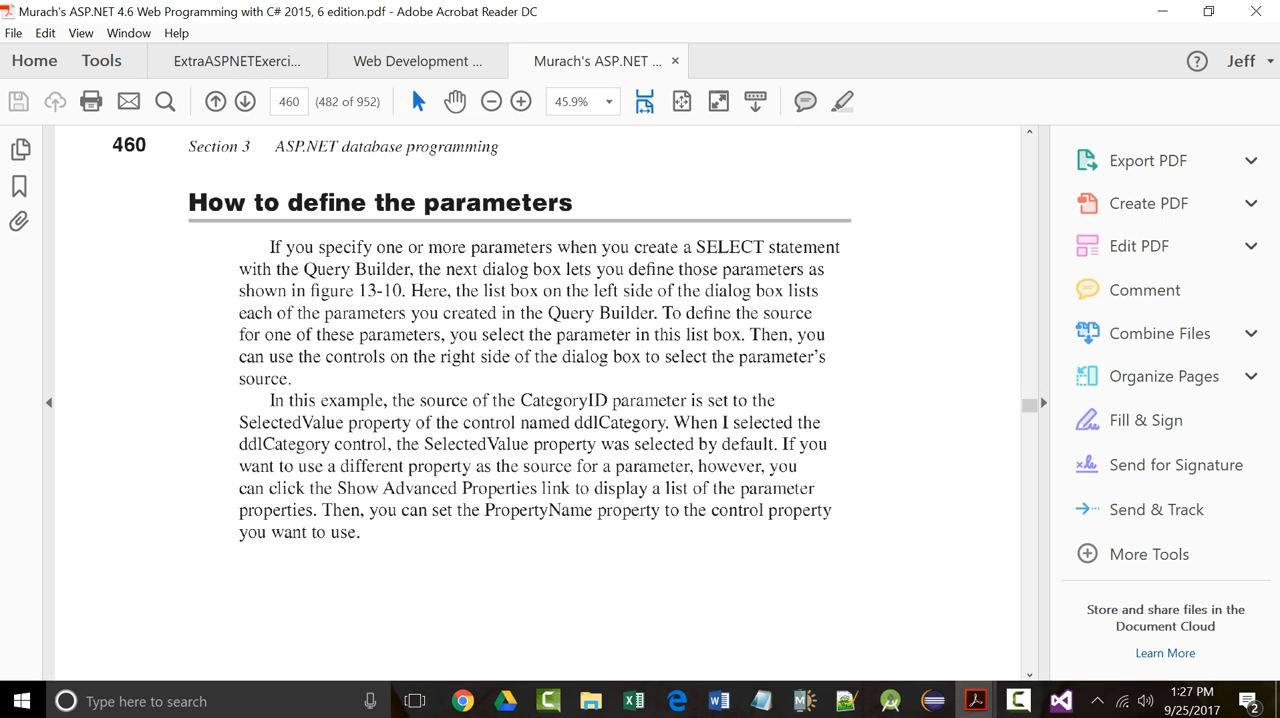 Murach's ASP.NET 4.6 Web Programming with C# 2015, 6 edition.pdf - Adobe Acrobat Reader DC
File Edit View Window Help
Home Tools ExtraASPNETExerci... Web Development ... Murach's ASP.NET ... × Jeff
460 (482 of 952) 45.9%
460 Section 3 ASP.NET database programming
How to define the parameters
If you specify one or more parameters when you create a SELECT statement
with the Query Builder, the next dialog box lets you define those parameters as
shown in figure 13-10. Here, the list box on the left side of the dialog box lists
each of the parameters you created in the Query Builder. To define the source
for one of these parameters, you select the parameter in this list box. Then, you
can use the controls on the right side of the dialog box to select the parameter's
source.
In this example, the source of the CategoryID parameter is set to the
SelectedValue property of the control named ddlCategory. When I selected the
ddlCategory control, the SelectedValue property was selected by default. If you
want to use a different property as the source for a parameter, however, you
can click the Show Advanced Properties link to display a list of the parameter
properties. Then, you can set the PropertyName property to the control property
you want to use.
Export PDF
Create PDF
Edit PDF
Comment
Combine Files
Organize Pages
Fill & Sign
Send for Signature
Send & Track
More Tools
Store and share files in the
Document Cloud
Learn More
Type here to search
1:27 PM
9/25/2017
2